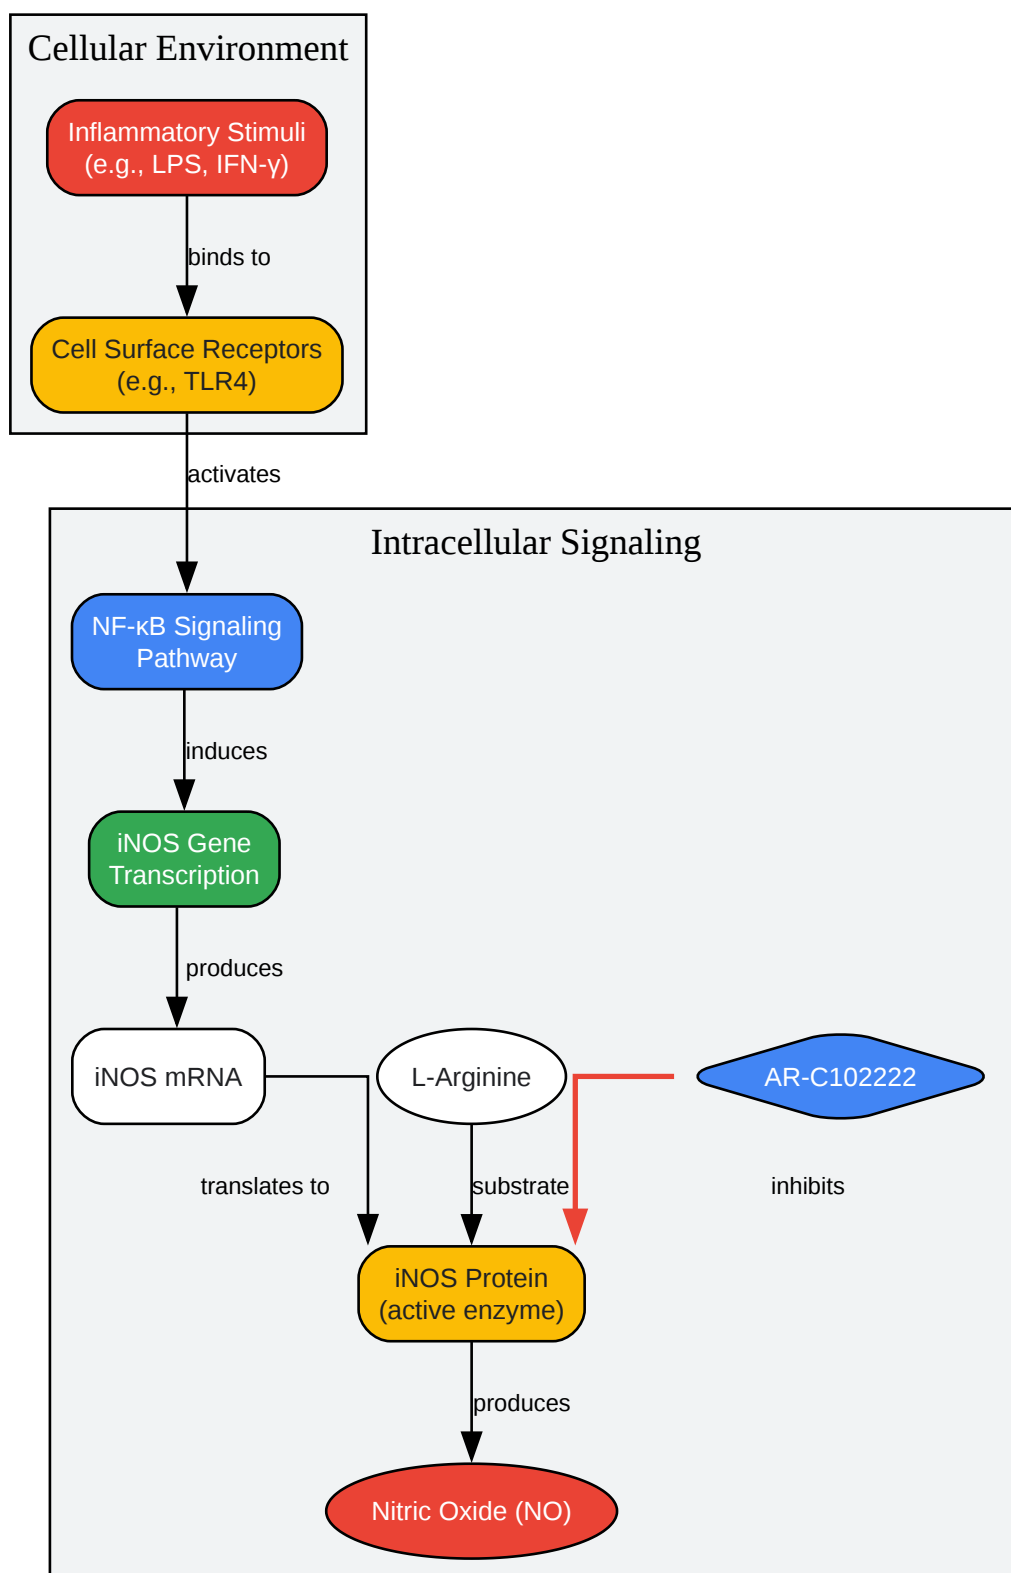 Cellular Environment
Inflammatory Stimuli
(e.g., LPS, IFN-γ)
binds to
Cell Surface Receptors
(e.g., TLR4)
activates
Intracellular Signaling
NF-κB Signaling
Pathway
induces
iNOS Gene
Transcription
produces
iNOS mRNA
L-Arginine
AR-C102222
translates to
substrate
inhibits
iNOS Protein
(active enzyme)
produces
Nitric Oxide (NO)